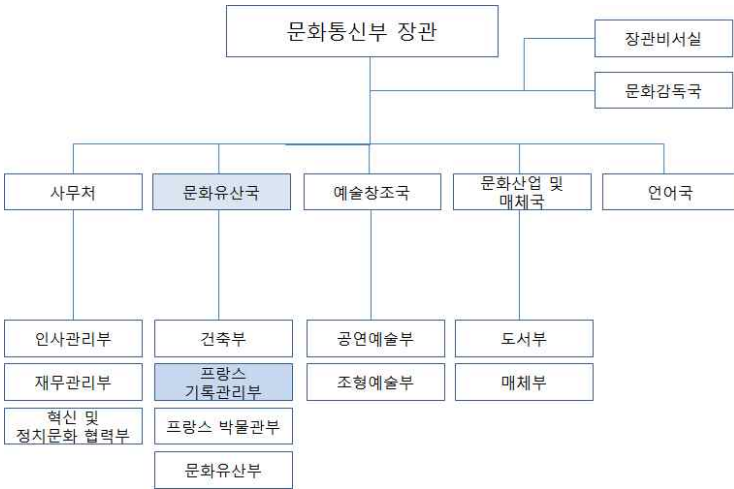 문화통신부 장관
장관비서실
문화감독국
사무처
문화유산국
예술창조국
문화산업 및
매체국
언어국
인사관리부
재무관리부
혁신 및
정치문화 협력부
건축부
프랑스
기록관리부
프랑스 박물관부
문화유산부
공연예술부
조형예술부
도서부
매체부